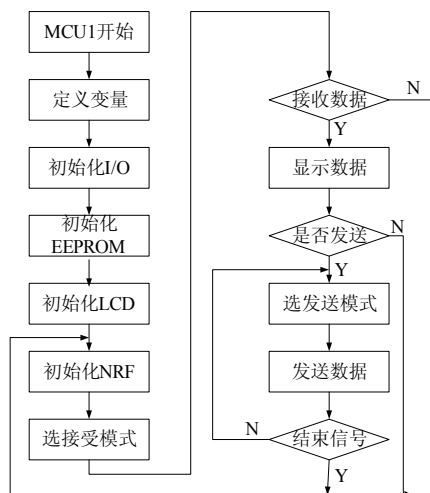 MCU1开始
定义变量
初始化I/O
初始化
EEPROM
初始化LCD
初始化NRF
选接受模式
接收数据
N
Y
显示数据
是否发送
N
Y
选发送模式
发送数据
N
结束信号
Y